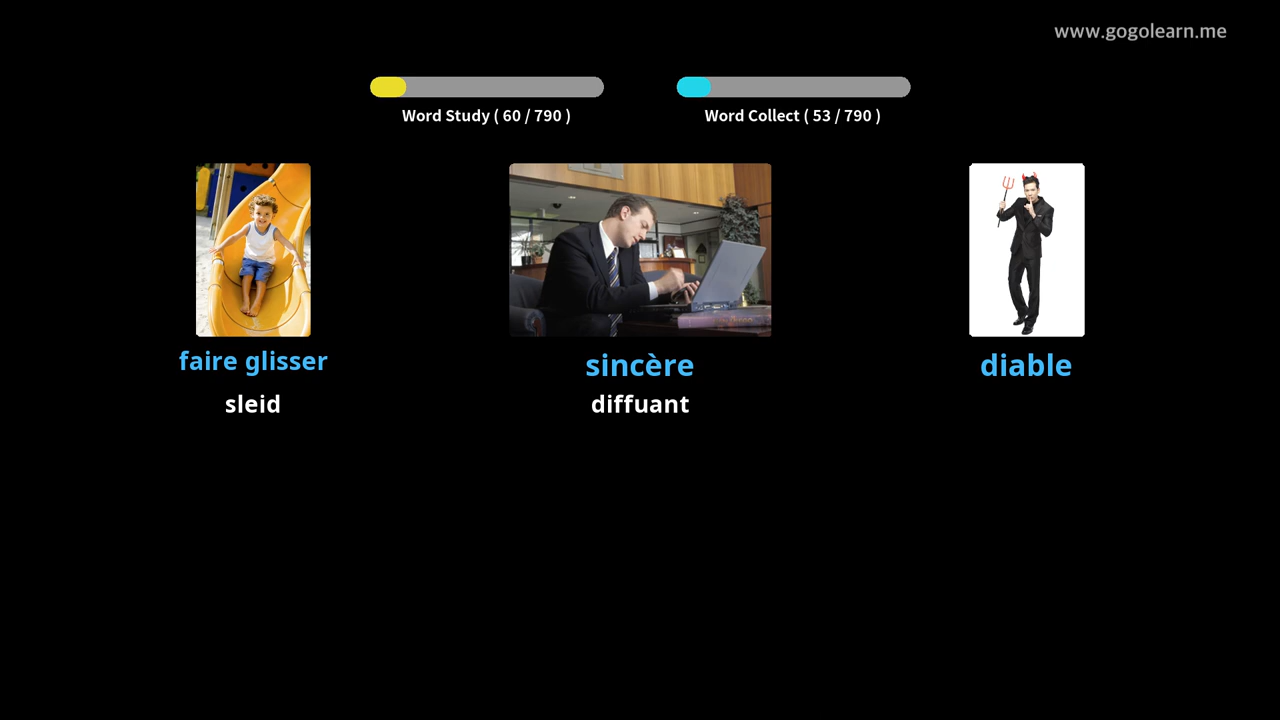 www.gogolearn.me
Word Study ( 60 / 790 )
Word Collect ( 53 / 790 )
faire glisser
sincère
diable
sleid
diffuant